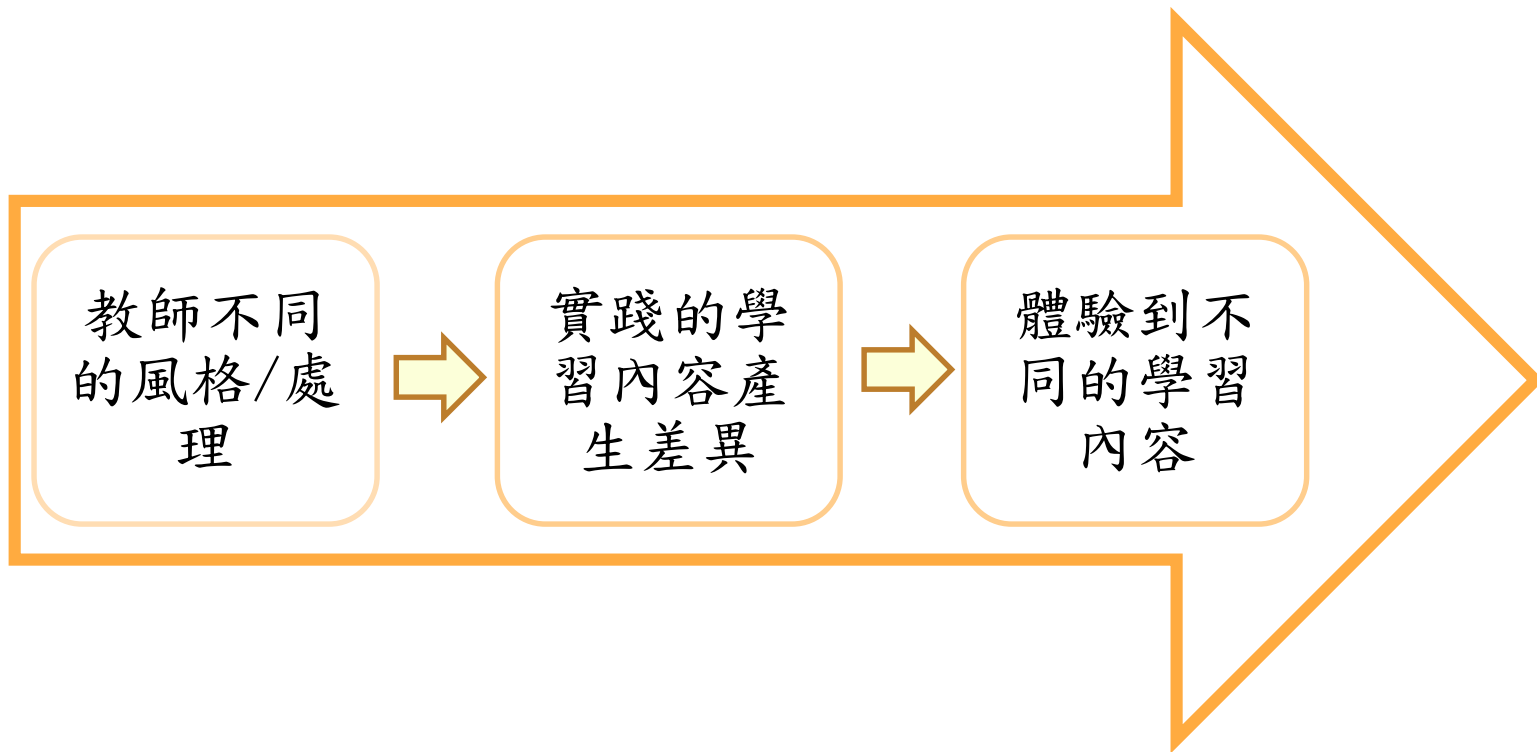 教師不同
的風格/處
理
實踐的學
習內容產
生差異
體驗到不
同的學習
內容